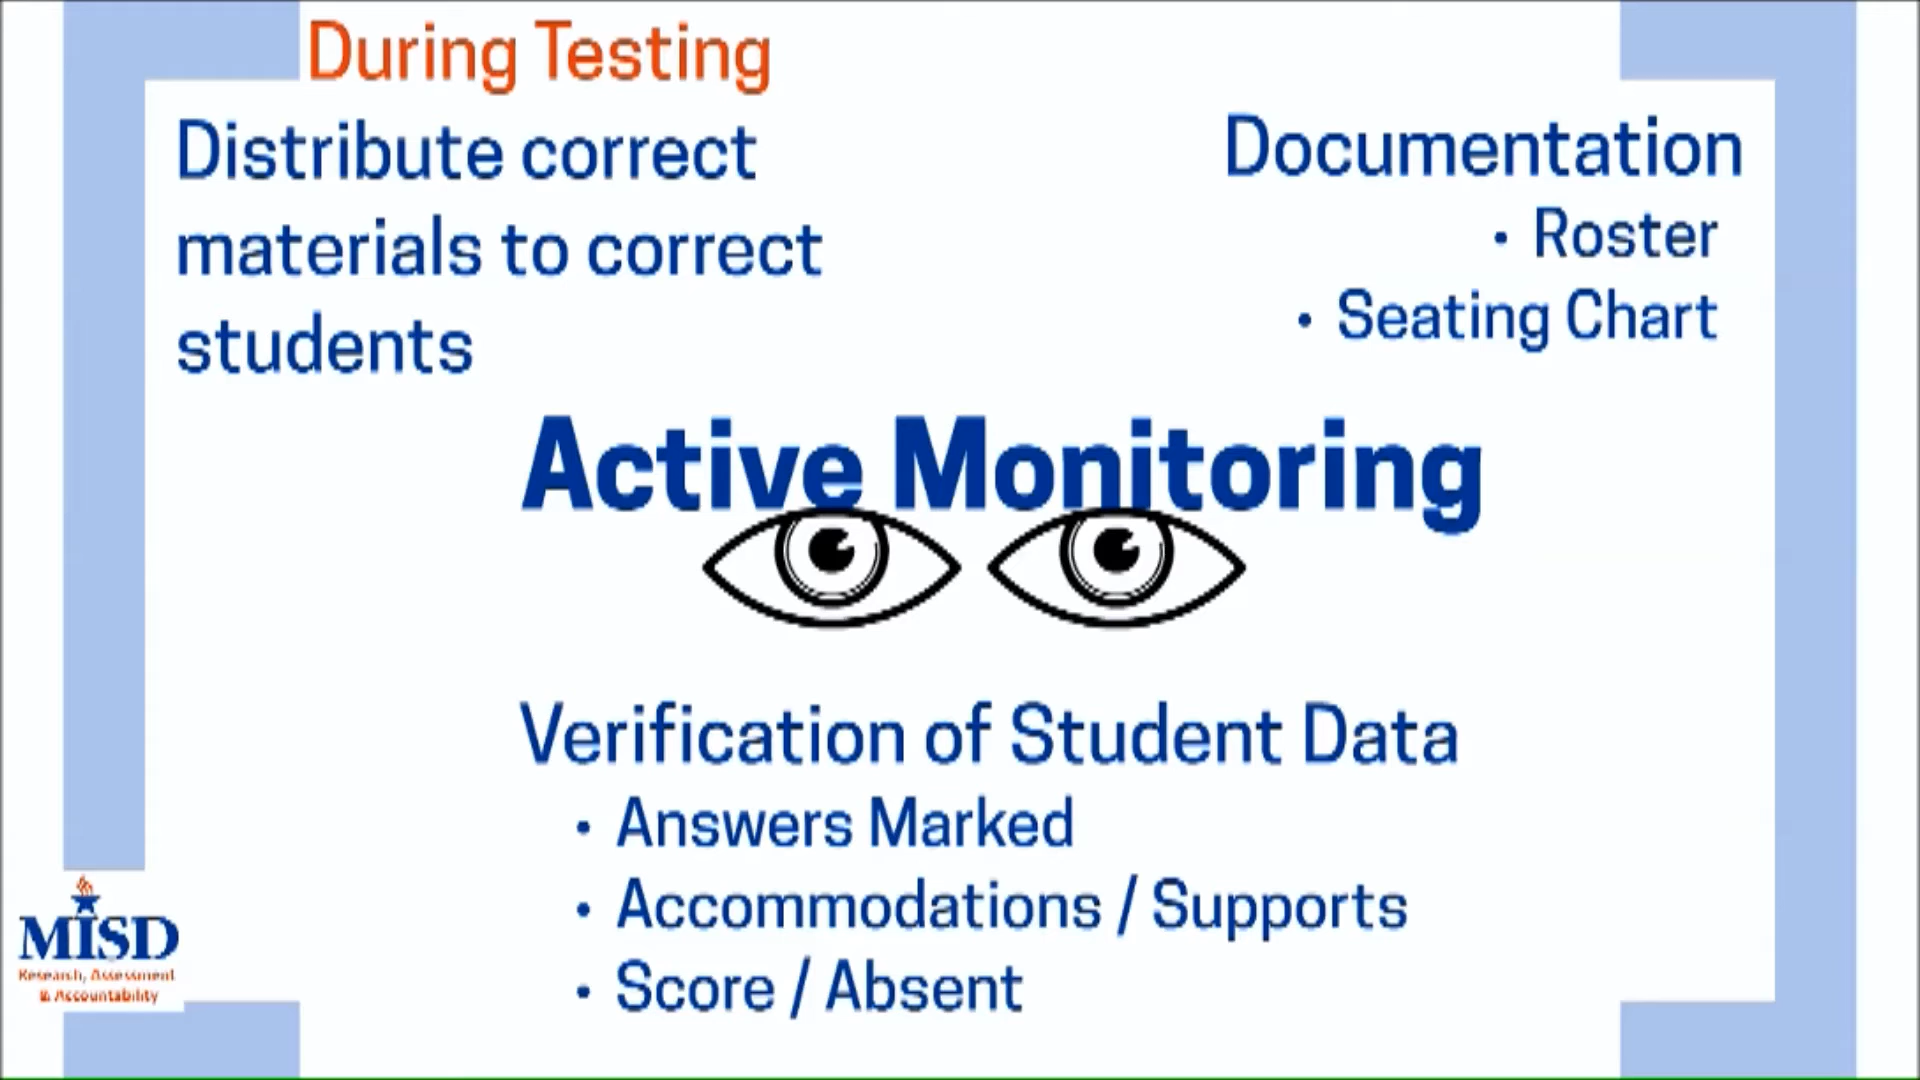 During Testing
Distribute correct
materials to correct
students
Documentation
• Roster
• Seating Chart
Active Monitoring
Verification of Student Data
• Answers Marked
• Accommodations / Supports
• Score / Absent
MISD
Research, Assessment
& Accountability